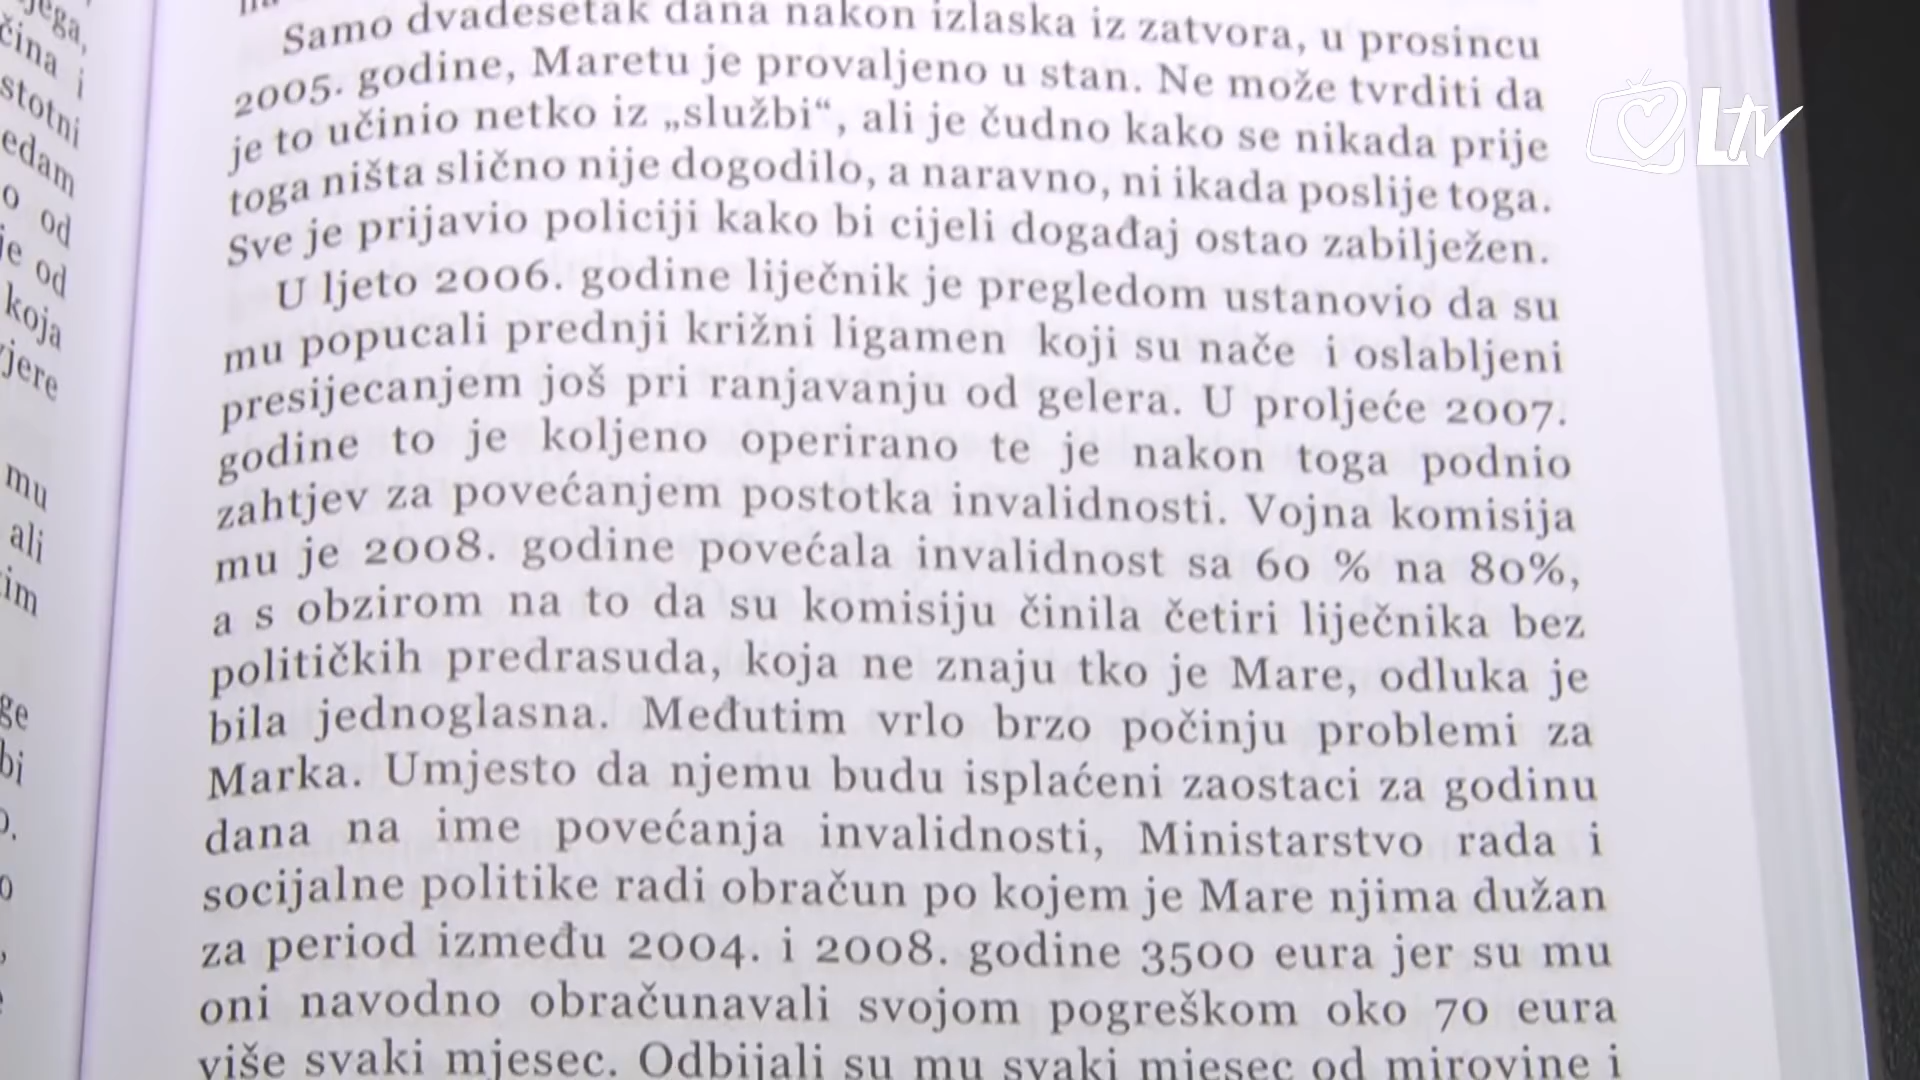 Samo dvadesetak dana nakon izlaska iz zatvora, u prosincu
2005. godine, Maretu je provaljeno u stan. Ne može tvrditi da
je to učinio netko iz „službi“, ali je čudno kako se nikada prije
toga ništa slično nije dogodilo, a naravno, ni ikada poslije toga.
Sve je prijavio policiji kako bi cijeli događaj ostao zabilježen.
U ljeto 2006. godine liječnik je pregledom ustanovio da su
mu popucali prednji križni ligamen koji su nače i oslabljeni
presijecanjem još pri ranjavanju od gelera. U proljeće 2007.
godine to je koljeno operirano te je nakon toga podnio
zahtjev za povećanjem postotka invalidnosti. Vojna komisija
mu je 2008. godine povećala invalidnost sa 60 % na 80%,
a s obzirom na to da su komisiju činila četiri liječnika bez
političkih predrasuda, koja ne znaju tko je Mare, odluka je
bila jednoglasna. Međutim vrlo brzo počinju problemi za
Marka. Umjesto da njemu budu isplaćeni zaostaci za godinu
dana na ime povećanja invalidnosti, Ministarstvo rada i
socijalne politike radi obračun po kojem je Mare njima dužan
za period između 2004. i 2008. godine 3500 eura jer su mu
oni navodno obračunavali svojom pogreškom oko 70 eura
više svaki mjesec. Odbijali su mu svaki mjesec od mirovine i
Ltv